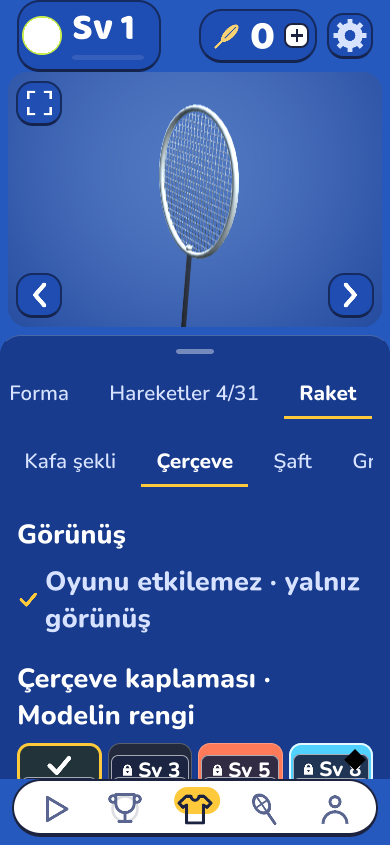 Sv 1
0
Forma
Hareketler 4/31
Raket
Kafa şekli
Çerçeve
Şaft
Gr
Görünüş
Oyunu etkilemez · yalnız
görünüş
Çerçeve kaplaması ·
Modelin rengi
Sv 3
Sv 5
Sv 8